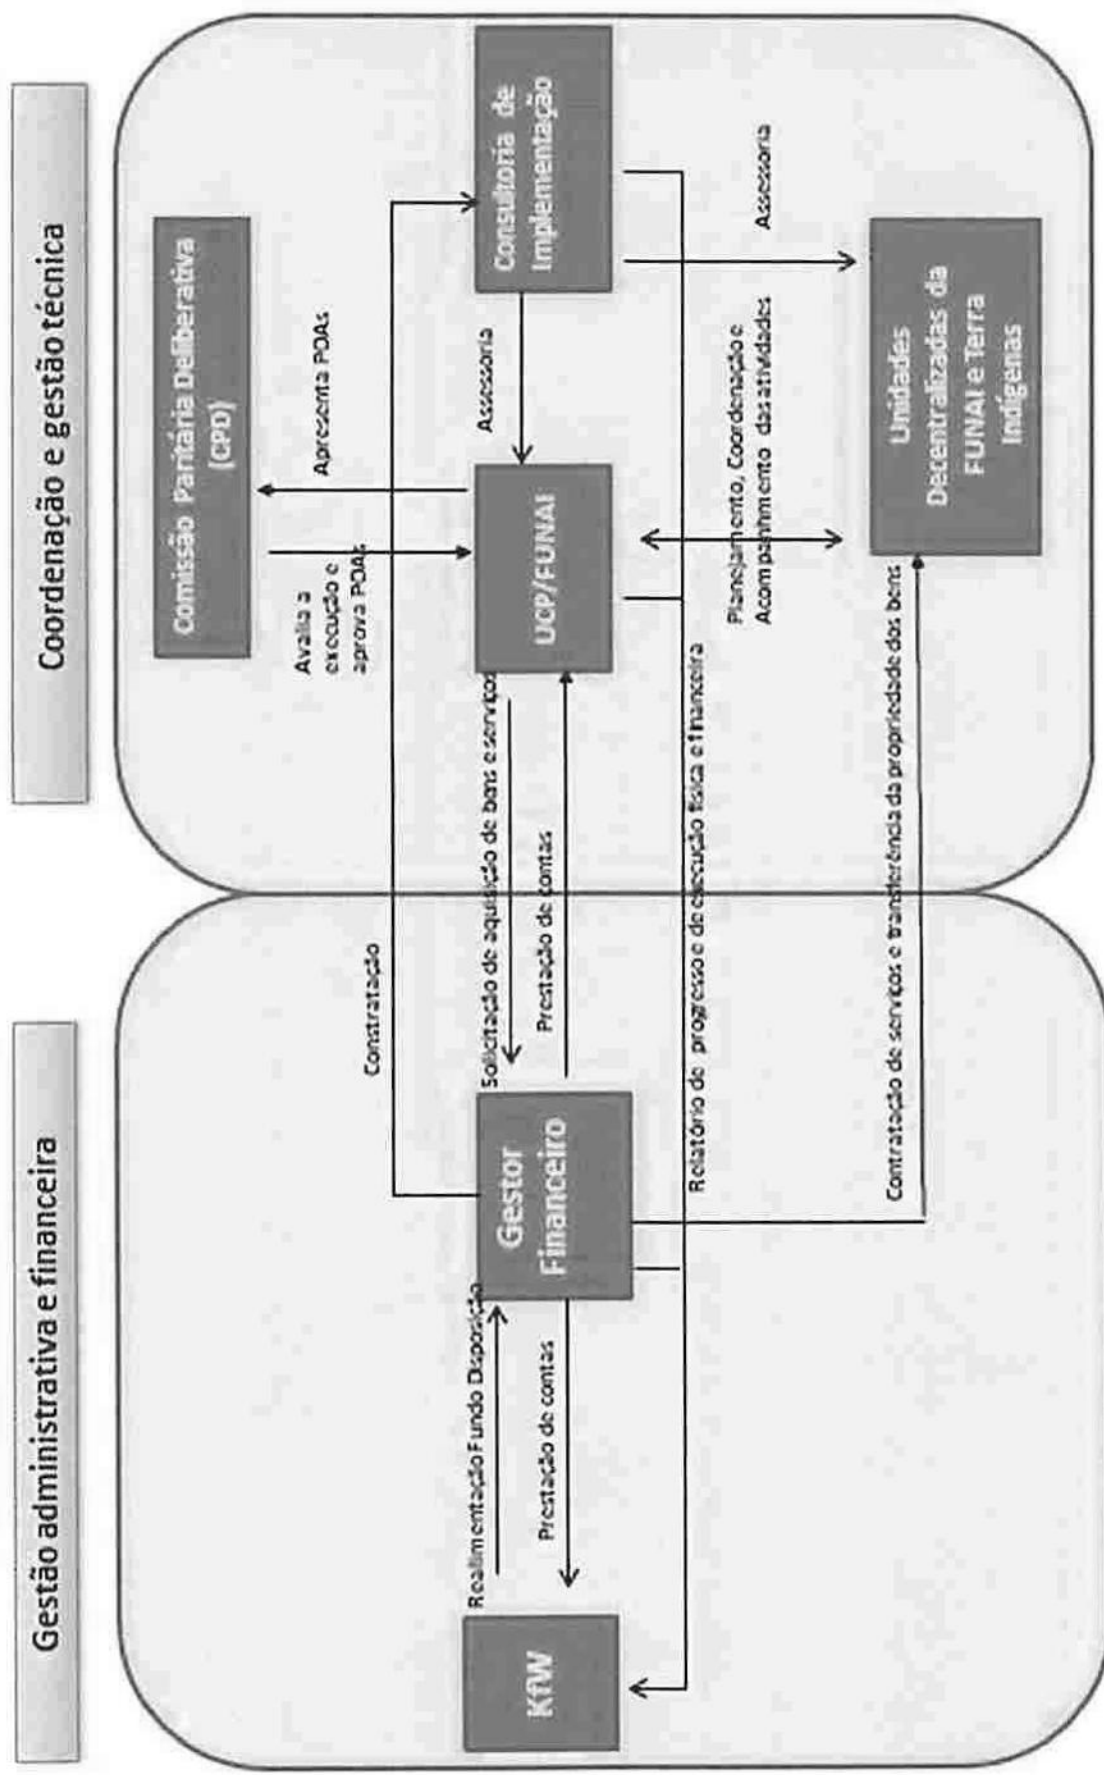 Gestão administrativa e financeira
Coordenação e gestão técnica
Comissão Paritária Deliberativa
(CPD)
Avalia a
execução e
aprova POAs
Apresenta POAs
Constratação
KfW
Realimentação Fundo Disposição
Prestação de contas
Gestor
Financeiro
Solicitação de aquisição de bens e serviços
Prestação de contas
UCP/FUNAI
Assessoria
Consultoria de
Implementação
Relatório de progresso e de execução física e financeira
Planejamento, Coordenação e
Acompanhmento das atividades
Assessoria
Contratação de serviços e transferência da propriedade dos bens
Unidades
Decentralizadas da
FUNAI e Terra
Indígenas